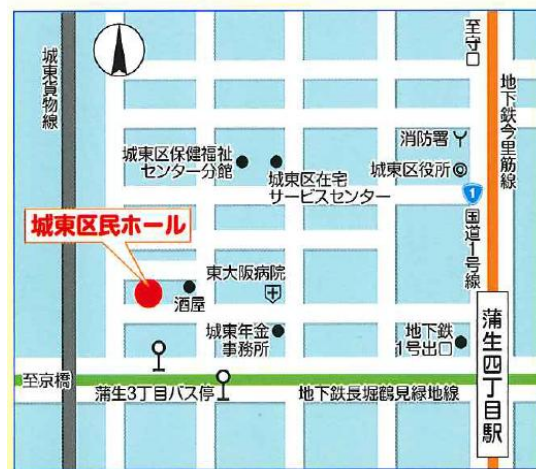 至守口
地下鉄今里筋線
城東貨物線
消防署
城東区役所
城東区保健福祉
センター分館
城東区在宅
サービスセンター
1
国道1号線
城東区民ホール
東大阪病院
酒屋
城東年金
事務所
地下鉄
1号出口
蒲生四丁目駅
至京橋
蒲生3丁目バス停
地下鉄長堀鶴見緑地線